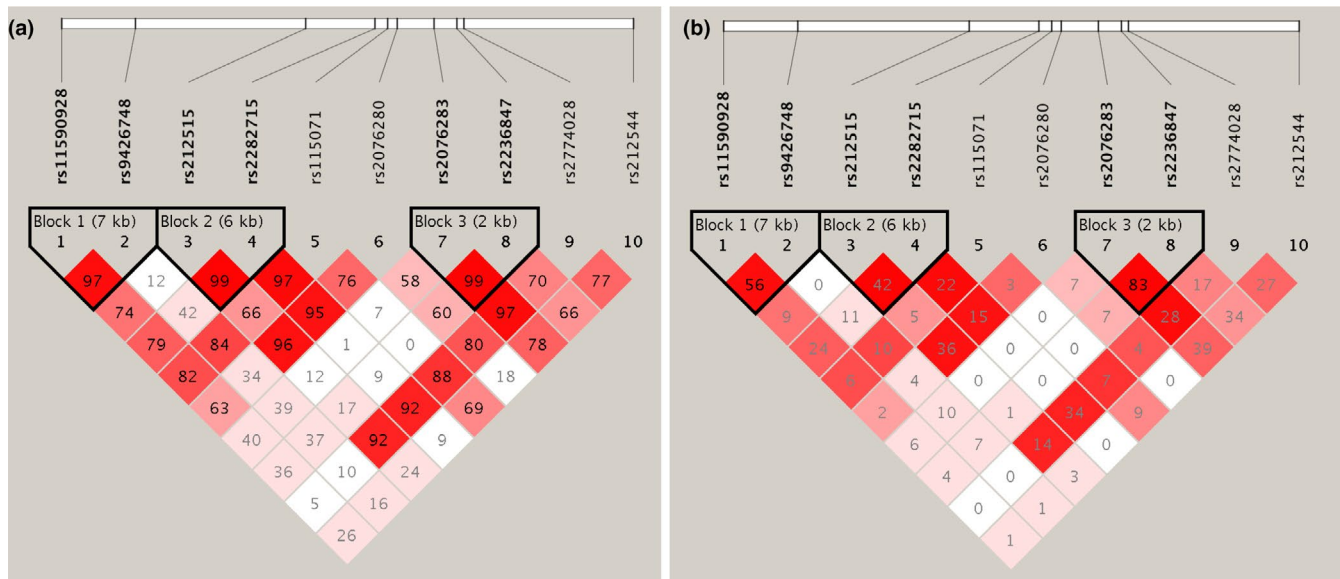 (a)
rs11590928
rs9426748
rs212515
rs2282715
rs115071
rs2076280
rs2076283
rs2236847
rs2774028
rs212544
Block 1 (7 kb) Block 2 (6 kb) Block 3 (2 kb)
1 2 3 4 5 6 7 8 9 10
97 12 99 97 76 58 99 70 77
74 42 66 95 7 60 97 66
79 84 96 1 0 80 78
82 34 12 9 88 18
63 39 17 92 69
40 37 92 9
36 10 24
5 16
26
(b)
rs11590928
rs9426748
rs212515
rs2282715
rs115071
rs2076280
rs2076283
rs2236847
rs2774028
rs212544
Block 1 (7 kb) Block 2 (6 kb) Block 3 (2 kb)
1 2 3 4 5 6 7 8 9 10
56 0 42 22 3 7 83 17 27
9 11 5 15 0 7 28 34
24 10 36 0 0 4 39
4 0 0 7 0
2 10 1 34 9
6 7 14 0
4 0 3
0 1
1